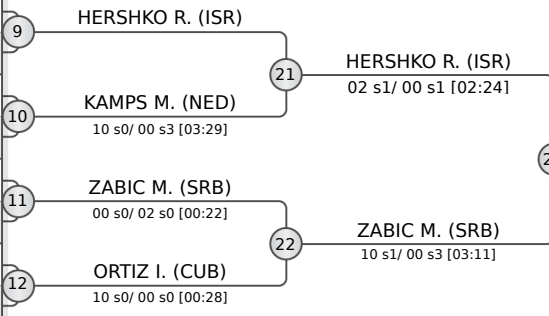 HERSHKO R. (ISR)
9
HERSHKO R. (ISR)
21
02 s1/ 00 s1 [02:24]
KAMPS M. (NED)
10
10 s0/ 00 s3 [03:29]
2
ZABIC M. (SRB)
11
00 s0/ 02 s0 [00:22]
ZABIC M. (SRB)
22
10 s1/ 00 s3 [03:11]
ORTIZ I. (CUB)
12
10 s0/ 00 s0 [00:28]